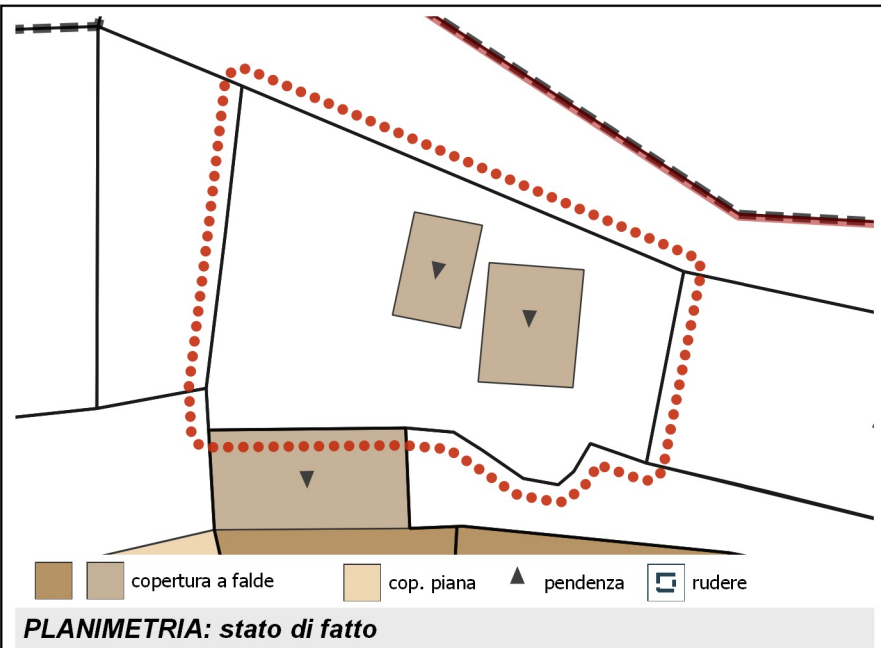 copertura a falde cop. piana pendenza rudere
PLANIMETRIA: stato di fatto